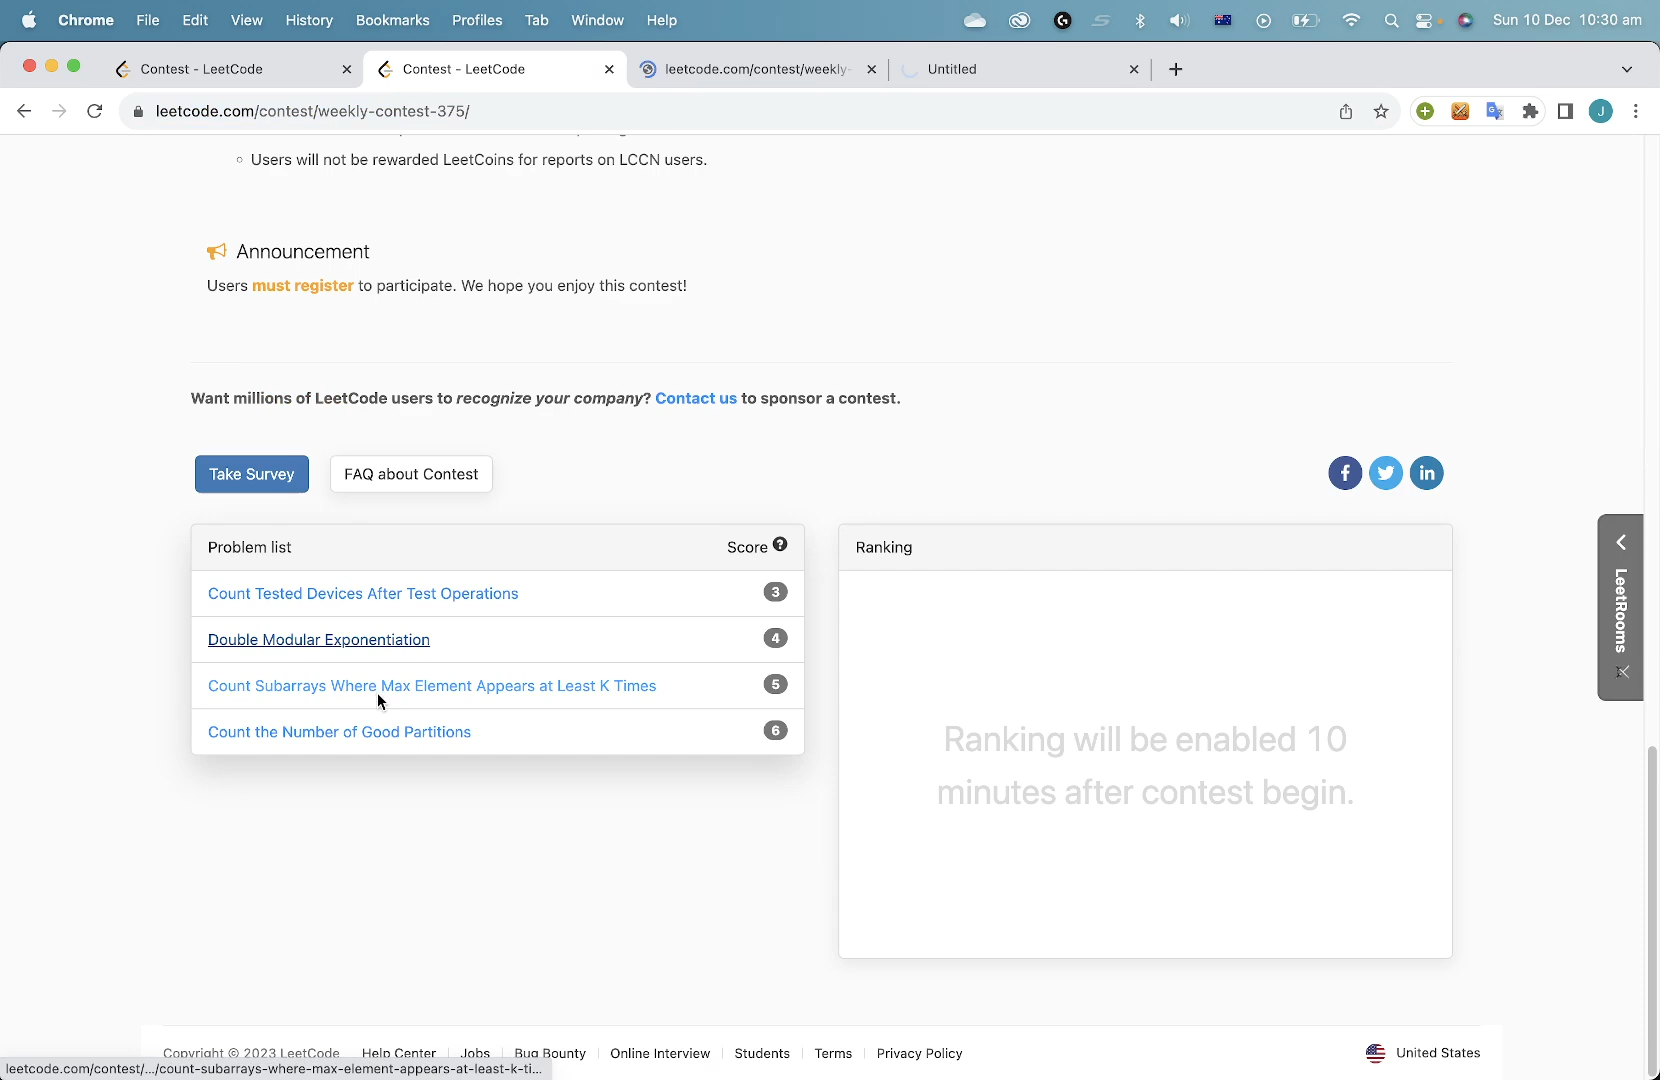 Chrome File Edit View History Bookmarks Profiles Tab Window Help Sun 10 Dec 10:30 am
Contest - LeetCode Contest - LeetCode leetcode.com/contest/weekly- Untitled
leetcode.com/contest/weekly-contest-375/ J
Users will not be rewarded LeetCoins for reports on LCCN users.
Announcement
Users must register to participate. We hope you enjoy this contest!
Want millions of LeetCode users to recognize your company? Contact us to sponsor a contest.
Take Survey FAQ about Contest
Problem list Score ?
Count Tested Devices After Test Operations 3
Double Modular Exponentiation 4
Count Subarrays Where Max Element Appears at Least K Times 5
Count the Number of Good Partitions 6
Ranking
Ranking will be enabled 10
minutes after contest begin.
LeetRooms
Copyright © 2023 LeetCode Help Center Jobs Bug Bounty Online Interview Students Terms Privacy Policy United States
leetcode.com/contest/.../count-subarrays-where-max-element-appears-at-least-k-ti...